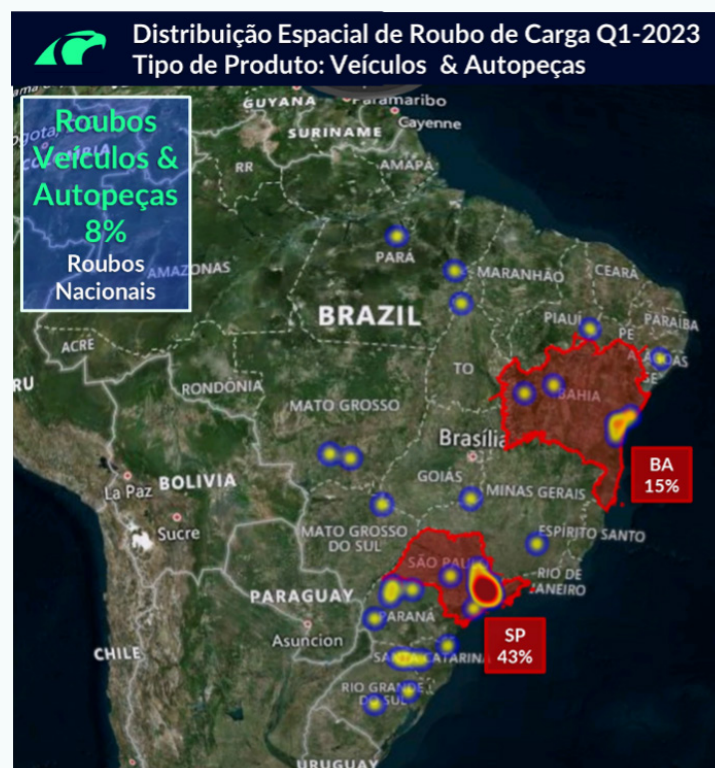 Distribuição Espacial de Roubo de Carga Q1-2023
Tipo de Produto: Veículos & Autopeças
Roubos
Veículos &
Autopeças
8%
Roubos
Nacionais
GUYANA
Paramaribo
Cayenne
SURINAME
RR
AMAPÁ
AMAZONAS
PARÁ
MARANHÃO
CEARÁ
BRAZIL
PIAUÍ
PARAÍBA
PE
ACRE
TO
SE
RONDÔNIA
BAHIA
MATO GROSSO
Brasília
BA
15%
La Paz
BOLIVIA
GOIÁS
MINAS GERAIS
Sucre
MATO GROSSO
DO SUL
ESPÍRITO SANTO
SÃO PAULO
RIO DE
JANEIRO
PARAGUAY
PARANÁ
Asuncion
SP
43%
CHILE
SANTA CATARINA
RIO GRANDE
DO SUL
URUGUAY